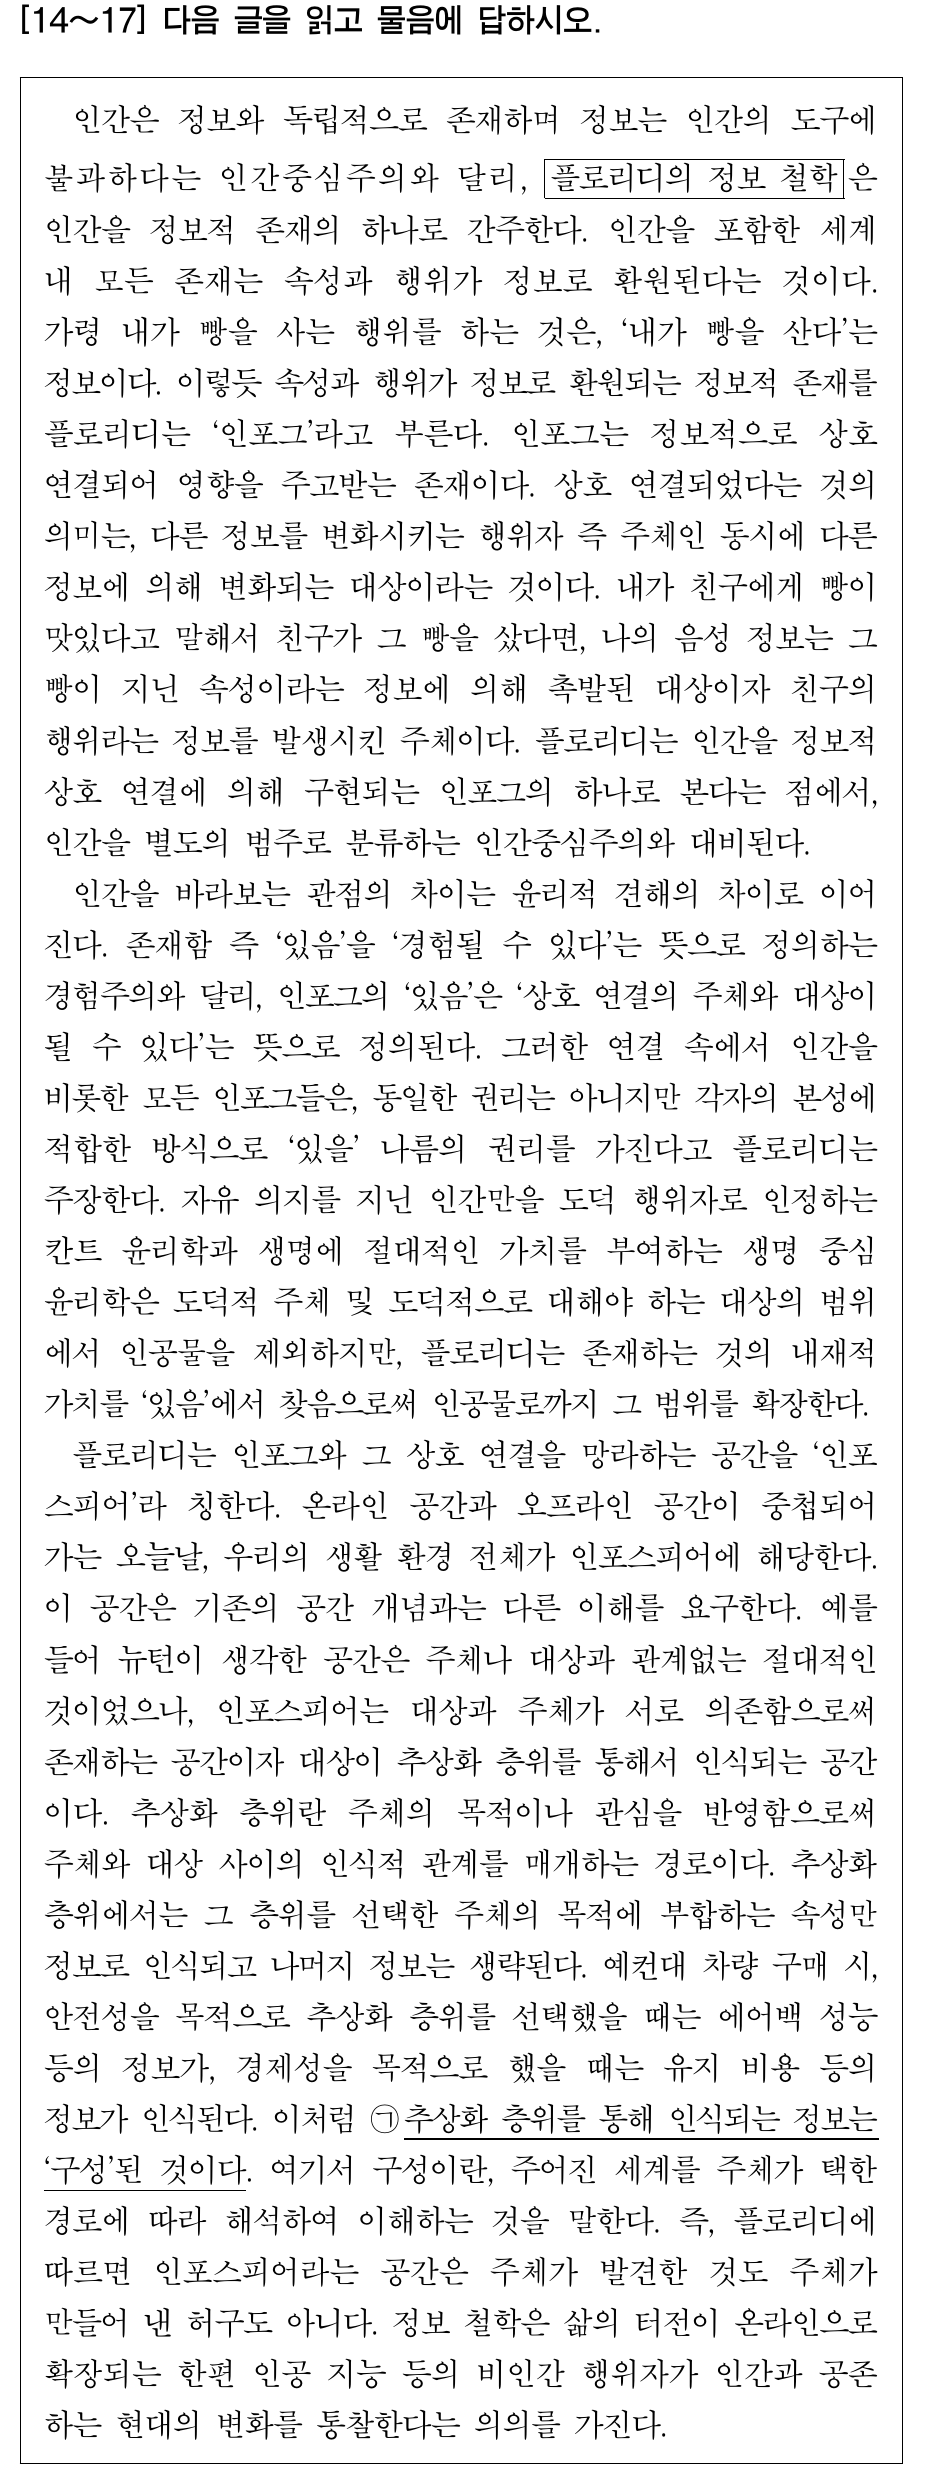 [14～17] 다음 글을 읽고 물음에 답하시오.
인간은 정보와 독립적으로 존재하며 정보는 인간의 도구에
불과하다는 인간중심주의와 달리, 플로리디의 정보 철학은
인간을 정보적 존재의 하나로 간주한다. 인간을 포함한 세계
내 모든 존재는 속성과 행위가 정보로 환원된다는 것이다.
가령 내가 빵을 사는 행위를 하는 것은, ‘내가 빵을 산다’는
정보이다. 이렇듯 속성과 행위가 정보로 환원되는 정보적 존재를
플로리디는 ‘인포그’라고 부른다. 인포그는 정보적으로 상호
연결되어 영향을 주고받는 존재이다. 상호 연결되었다는 것의
의미는, 다른 정보를 변화시키는 행위자 즉 주체인 동시에 다른
정보에 의해 변화되는 대상이라는 것이다. 내가 친구에게 빵이
맛있다고 말해서 친구가 그 빵을 샀다면, 나의 음성 정보는 그
빵이 지닌 속성이라는 정보에 의해 촉발된 대상이자 친구의
행위라는 정보를 발생시킨 주체이다. 플로리디는 인간을 정보적
상호 연결에 의해 구현되는 인포그의 하나로 본다는 점에서,
인간을 별도의 범주로 분류하는 인간중심주의와 대비된다.
인간을 바라보는 관점의 차이는 윤리적 견해의 차이로 이어
진다. 존재함 즉 ‘있음’을 ‘경험될 수 있다’는 뜻으로 정의하는
경험주의와 달리, 인포그의 ‘있음’은 ‘상호 연결의 주체와 대상이
될 수 있다’는 뜻으로 정의된다. 그러한 연결 속에서 인간을
비롯한 모든 인포그들은, 동일한 권리는 아니지만 각자의 본성에
적합한 방식으로 ‘있을’ 나름의 권리를 가진다고 플로리디는
주장한다. 자유 의지를 지닌 인간만을 도덕 행위자로 인정하는
칸트 윤리학과 생명에 절대적인 가치를 부여하는 생명 중심
윤리학은 도덕적 주체 및 도덕적으로 대해야 하는 대상의 범위
에서 인공물을 제외하지만, 플로리디는 존재하는 것의 내재적
가치를 ‘있음’에서 찾음으로써 인공물로까지 그 범위를 확장한다.
플로리디는 인포그와 그 상호 연결을 망라하는 공간을 ‘인포
스피어’라 칭한다. 온라인 공간과 오프라인 공간이 중첩되어
가는 오늘날, 우리의 생활 환경 전체가 인포스피어에 해당한다.
이 공간은 기존의 공간 개념과는 다른 이해를 요구한다. 예를
들어 뉴턴이 생각한 공간은 주체나 대상과 관계없는 절대적인
것이었으나, 인포스피어는 대상과 주체가 서로 의존함으로써
존재하는 공간이자 대상이 추상화 층위를 통해서 인식되는 공간
이다. 추상화 층위란 주체의 목적이나 관심을 반영함으로써
주체와 대상 사이의 인식적 관계를 매개하는 경로이다. 추상화
층위에서는 그 층위를 선택한 주체의 목적에 부합하는 속성만
정보로 인식되고 나머지 정보는 생략된다. 예컨대 차량 구매 시,
안전성을 목적으로 추상화 층위를 선택했을 때는 에어백 성능
등의 정보가, 경제성을 목적으로 했을 때는 유지 비용 등의
정보가 인식된다. 이처럼 ㉠추상화 층위를 통해 인식되는 정보는
‘구성’된 것이다. 여기서 구성이란, 주어진 세계를 주체가 택한
경로에 따라 해석하여 이해하는 것을 말한다. 즉, 플로리디에
따르면 인포스피어라는 공간은 주체가 발견한 것도 주체가
만들어 낸 허구도 아니다. 정보 철학은 삶의 터전이 온라인으로
확장되는 한편 인공 지능 등의 비인간 행위자가 인간과 공존
하는 현대의 변화를 통찰한다는 의의를 가진다.